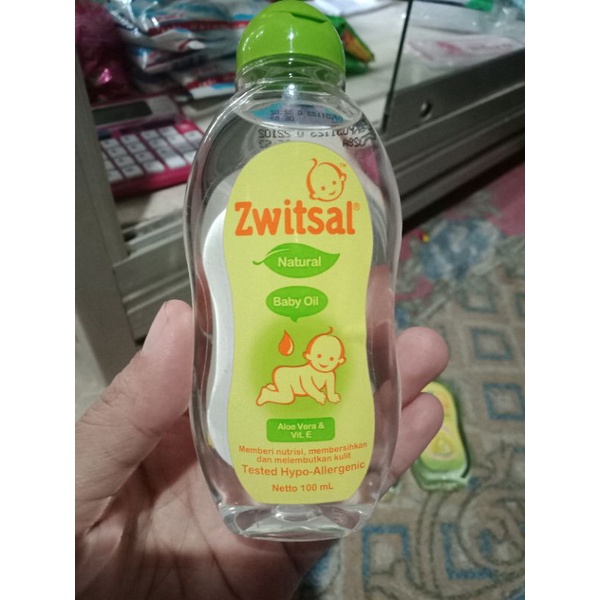 Zwitsal®
Natural
Baby Oil
Aloe Vera &
Vit. E
Memberi nutrisi, membersihkan
dan melembutkan kulit
Tested Hypo-Allergenic
Netto 100 mL